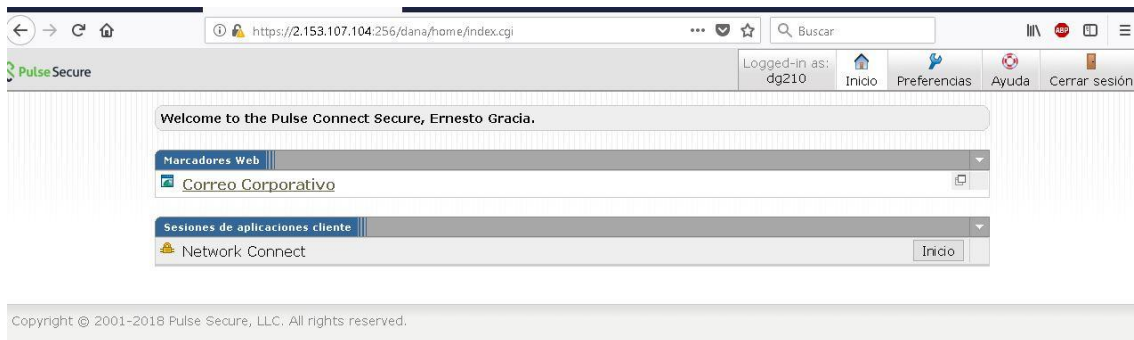 https://2.153.107.104:256/dana/home/index.cgi
Buscar
ABP
Pulse Secure
Logged-in as:
dg210
Inicio
Preferencias
Ayuda
Cerrar sesión
Welcome to the Pulse Connect Secure, Ernesto Gracia.
Marcadores Web
Correo Corporativo
Sesiones de aplicaciones cliente
Network Connect
Inicio
Copyright © 2001-2018 Pulse Secure, LLC. All rights reserved.